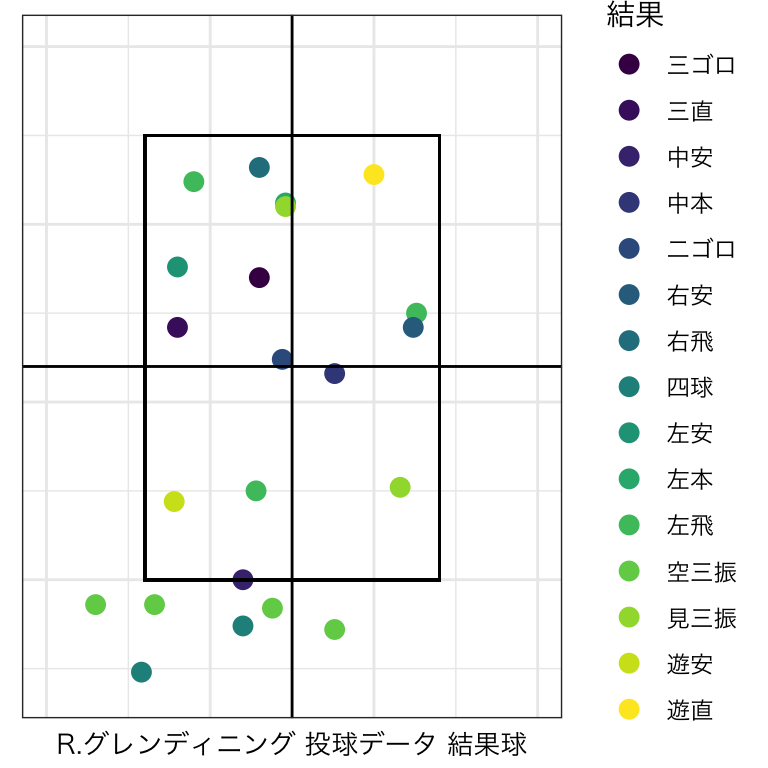 結果
三ゴロ
三直
中安
中本
二ゴロ
右安
右飛
四球
左安
左本
左飛
空三振
見三振
遊安
遊直
R.グレンディニング 投球データ 結果球